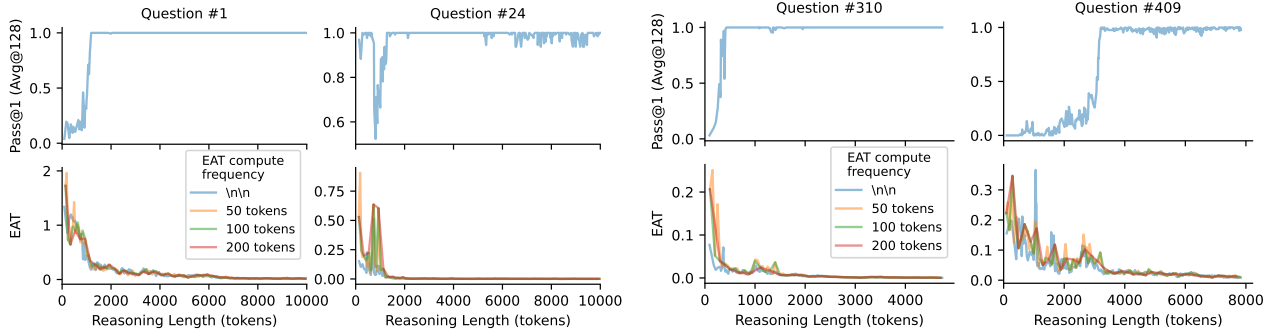 Question #1
Question #24
Question #310
Question #409
Pass@1 (Avg@128)
1.0
0.5
0.0
1.0
0.8
0.6
Pass@1 (Avg@128)
1.0
0.5
0.0
1.0
0.5
0.0
EAT
2
1
0
EAT compute
frequency
\n\n
50 tokens
100 tokens
200 tokens
0.75
0.50
0.25
0.00
EAT
0.2
0.1
0.0
EAT compute
frequency
\n\n
50 tokens
100 tokens
200 tokens
0.3
0.2
0.1
0.0
0 2000 4000 6000 8000 10000
0 2000 4000 6000 8000 10000
0 1000 2000 3000 4000
0 2000 4000 6000 8000
Reasoning Length (tokens)
Reasoning Length (tokens)
Reasoning Length (tokens)
Reasoning Length (tokens)